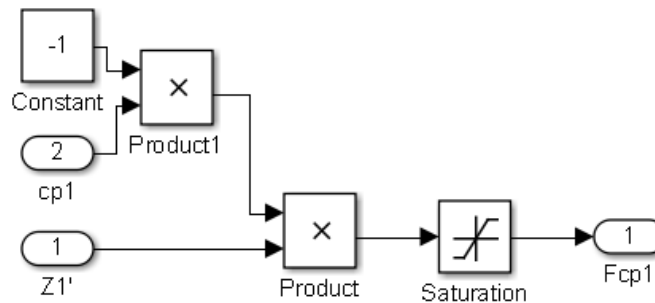 -1
Constant
×
Product1
2
cp1
1
Z1'
×
Product
Saturation
1
Fcp1